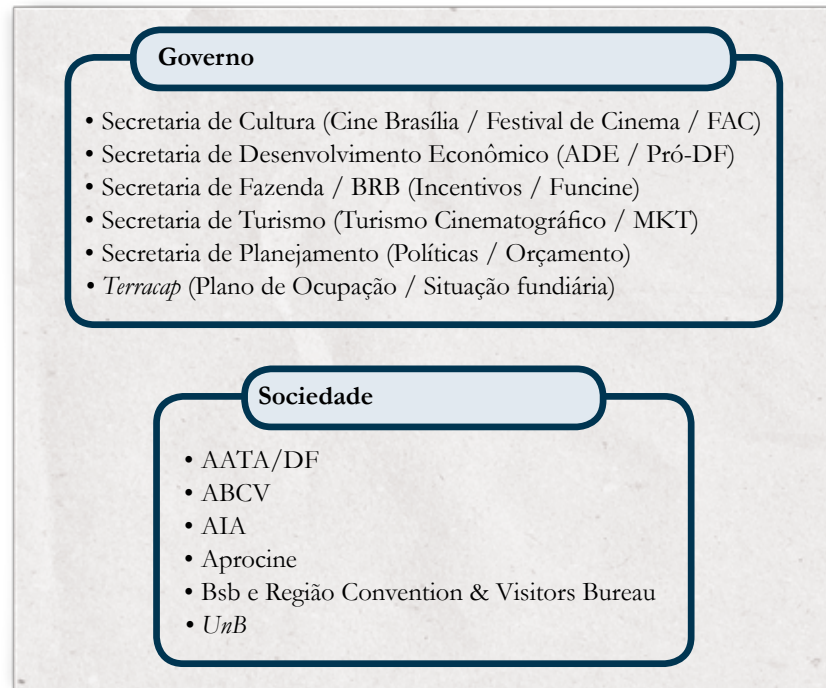 Governo
• Secretaria de Cultura (Cine Brasília / Festival de Cinema / FAC)
• Secretaria de Desenvolvimento Econômico (ADE / Pró-DF)
• Secretaria de Fazenda / BRB (Incentivos / Funcine)
• Secretaria de Turismo (Turismo Cinematográfico / MKT)
• Secretaria de Planejamento (Políticas / Orçamento)
• Terracap (Plano de Ocupação / Situação fundiária)
Sociedade
• AATA/DF
• ABCV
• AIA
• Aprocine
• Bsb e Região Convention & Visitors Bureau
• UnB